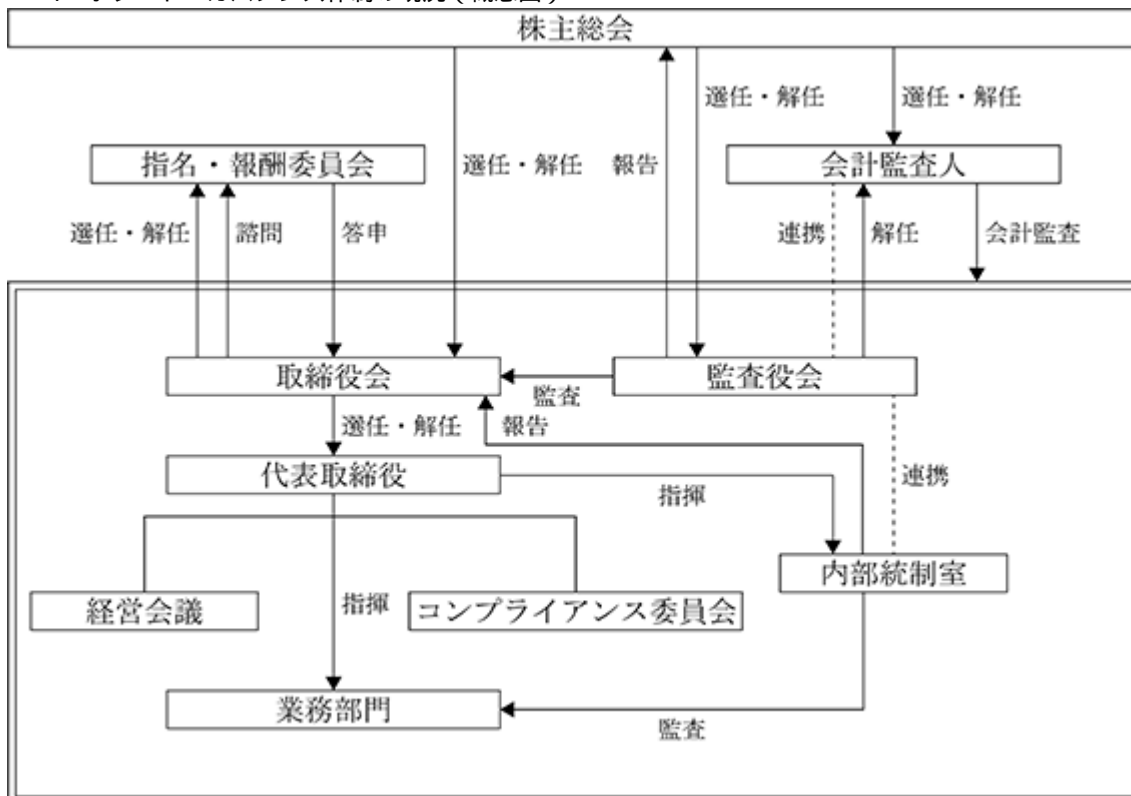 株主総会
選任・解任
選任・解任
指名・報酬委員会
選任・解任
報告
会計監査人
選任・解任
諮問
答申
連携
解任
会計監査
取締役会
監査役会
監査
選任・解任
報告
代表取締役
指揮
連携
内部統制室
経営会議
指揮
コンプライアンス委員会
業務部門
監査